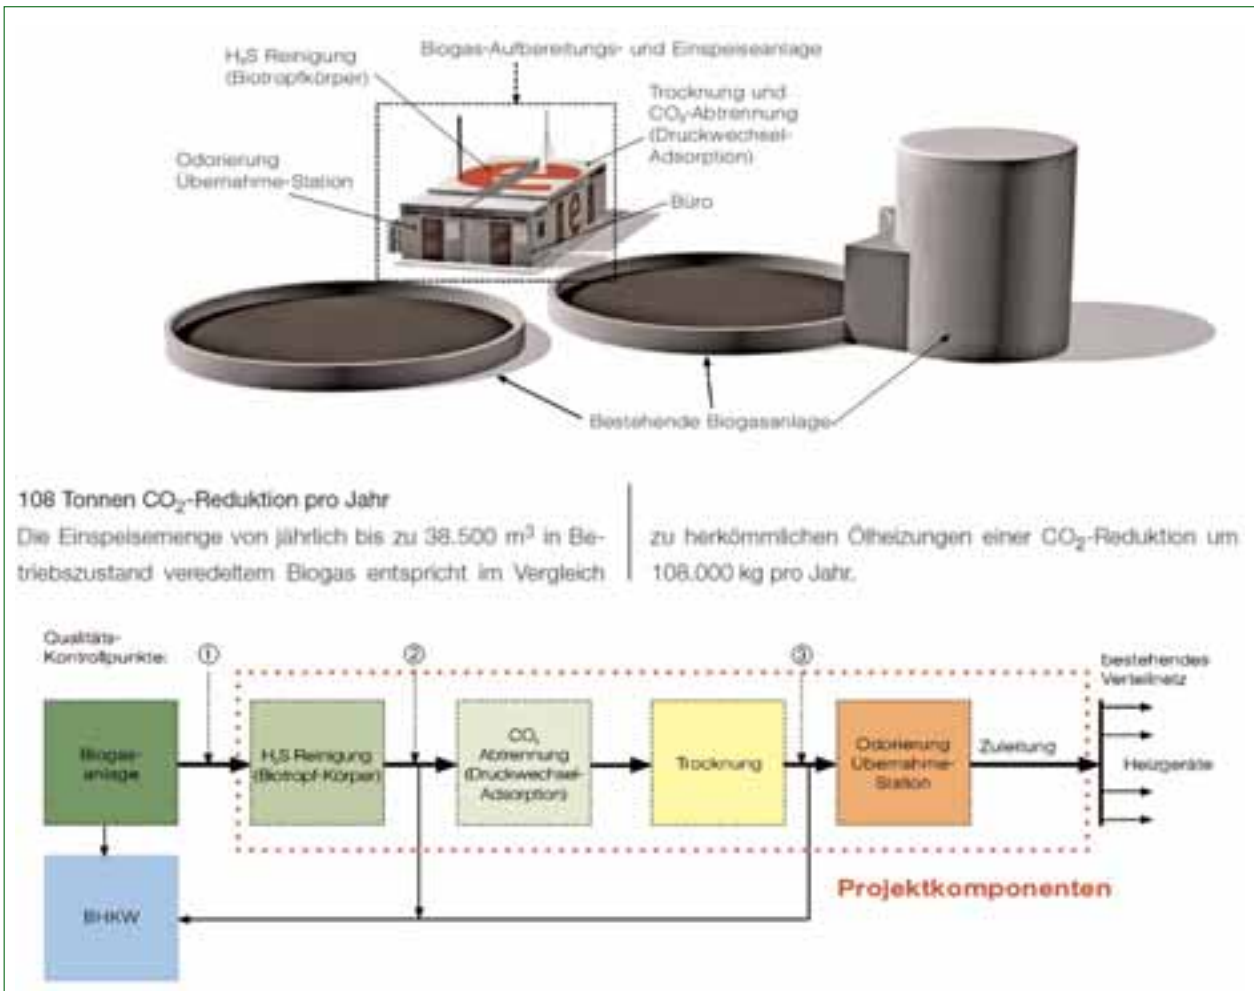 Biogas-Aufbereitungs- und Einspeiseanlage
H₂S Reinigung
(Biotropfkörper)
Trocknung und
CO₂-Abtrennung
(Druckwechsel-
Adsorption)
Odorierung
Übernahme-Station
Büro
Bestehende Biogasanlage
108 Tonnen CO₂-Reduktion pro Jahr
Die Einspeisemenge von jährlich bis zu 38.500 m³ in Be-
triebszustand veredeltem Biogas entspricht im Vergleich
zu herkömmlichen Ölheizungen einer CO₂-Reduktion um
108.000 kg pro Jahr.
Qualitäts-
Kontrollpunkte:
①
②
③
bestehendes
Verteilnetz
Biogas-
anlage
H₂S Reinigung
(Biotropf-Körper)
CO₂
Abtrennung
(Druckwechsel-
Adsorption)
Trocknung
Odorierung
Übernahme-
Station
Zuleitung
Heizgeräte
Projektkomponenten
BHKW